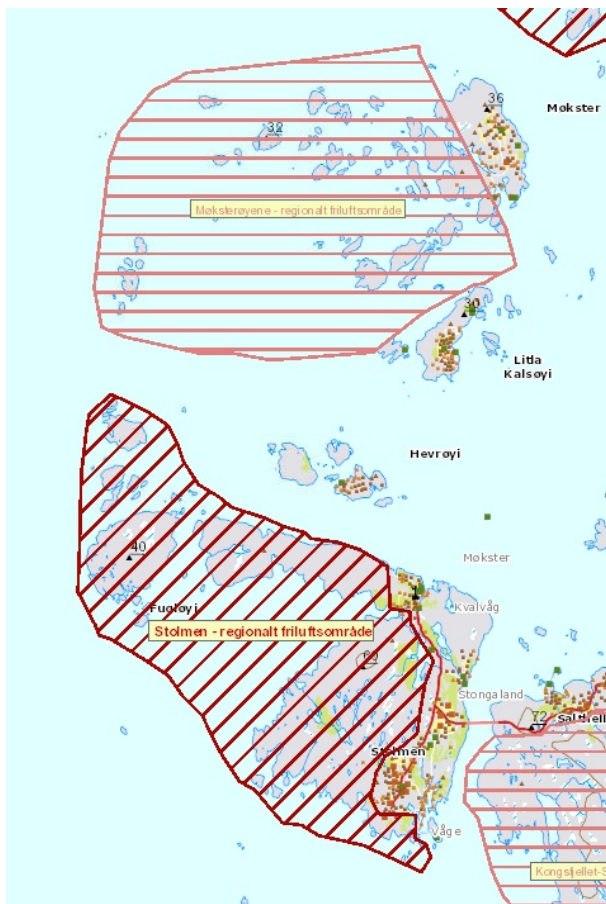 36
Møkster
32
Møksterøyene - regionalt friluftsområde
30
Litla
Kalsøyi
Hevrøyi
40
Møkster
Fugløyi
Kvalvåg
Stolmen - regionalt friluftsområde
Stongaland
72
Stolmen
Våge
Kongsfjellet-S